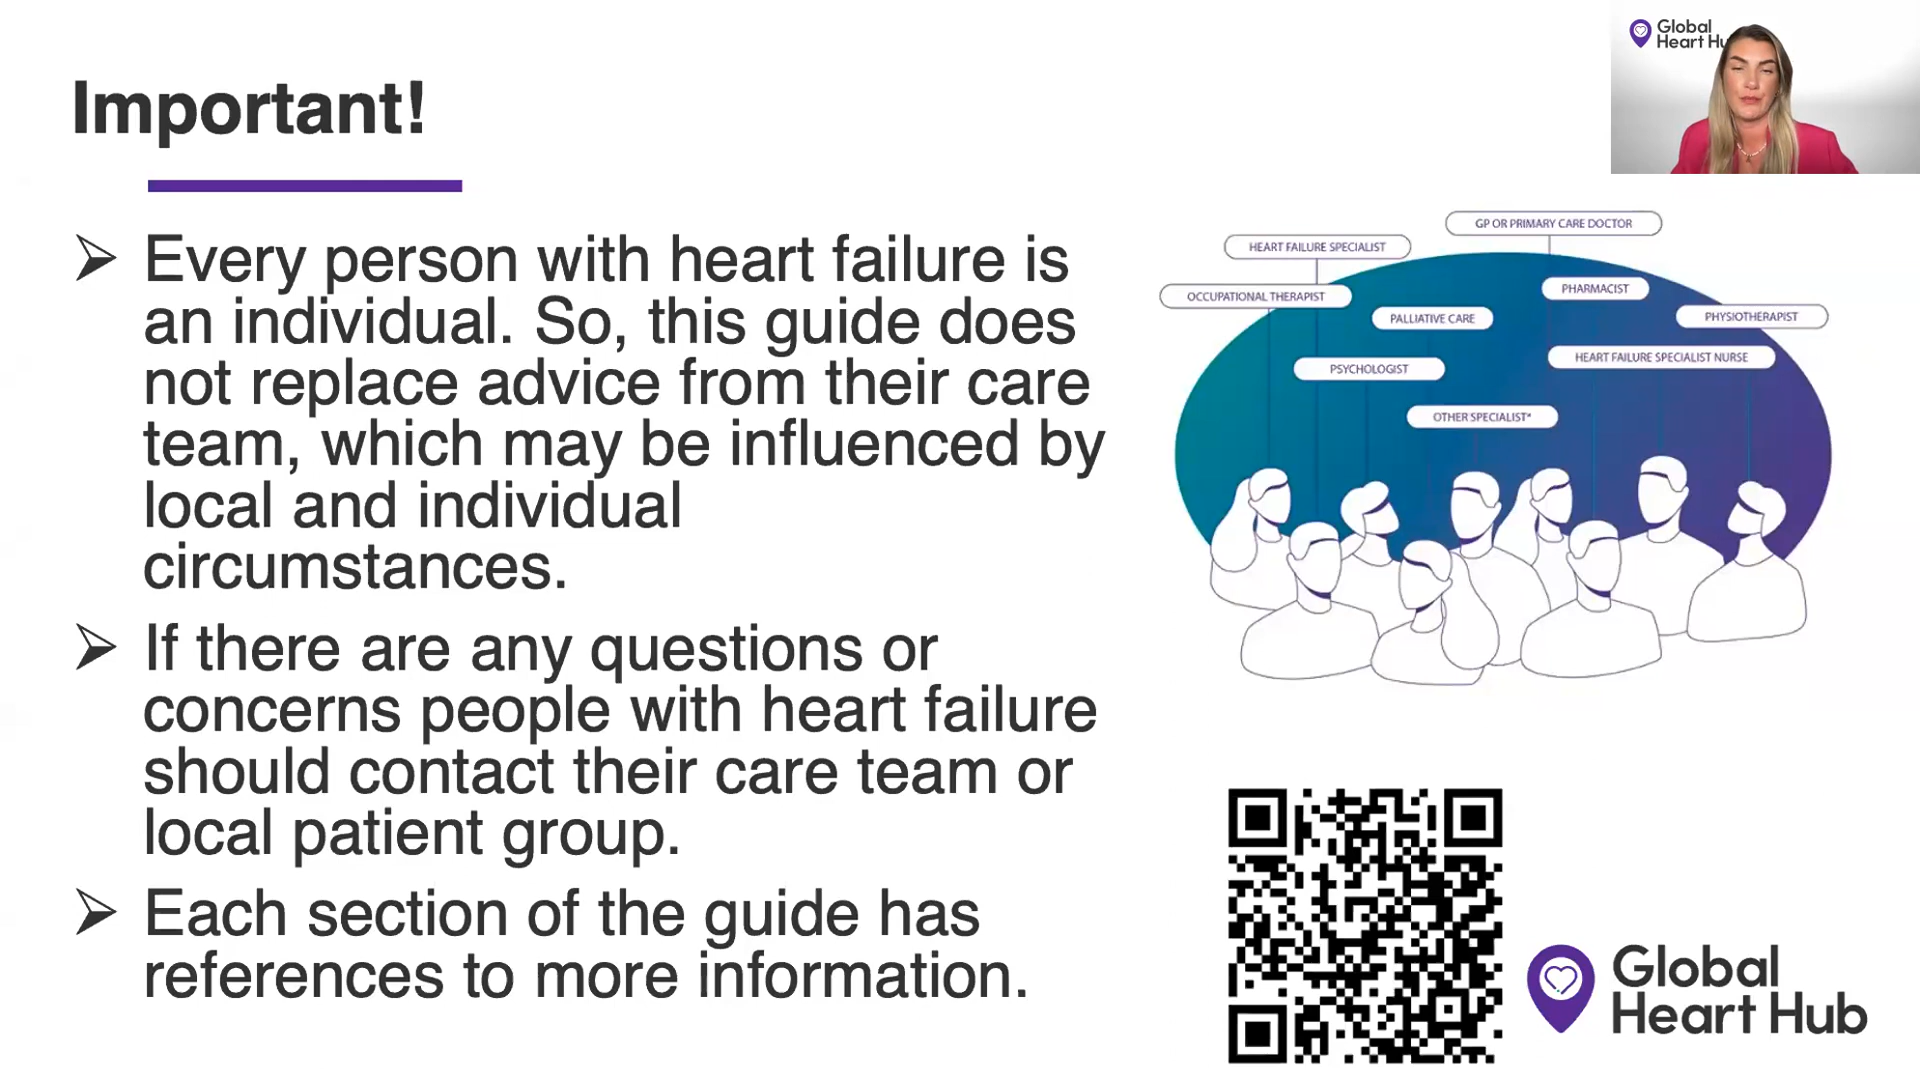 Important!
Every person with heart failure is
an individual. So, this guide does
not replace advice from their care
team, which may be influenced by
local and individual
circumstances.
If there are any questions or
concerns people with heart failure
should contact their care team or
local patient group.
Each section of the guide has
references to more information.
Global
Heart Hu
GP OR PRIMARY CARE DOCTOR
HEART FAILURE SPECIALIST
OCCUPATIONAL THERAPIST
PHARMACIST
PALLIATIVE CARE
PHYSIOTHERAPIST
HEART FAILURE SPECIALIST NURSE
PSYCHOLOGIST
OTHER SPECIALIST*
Global
Heart Hub